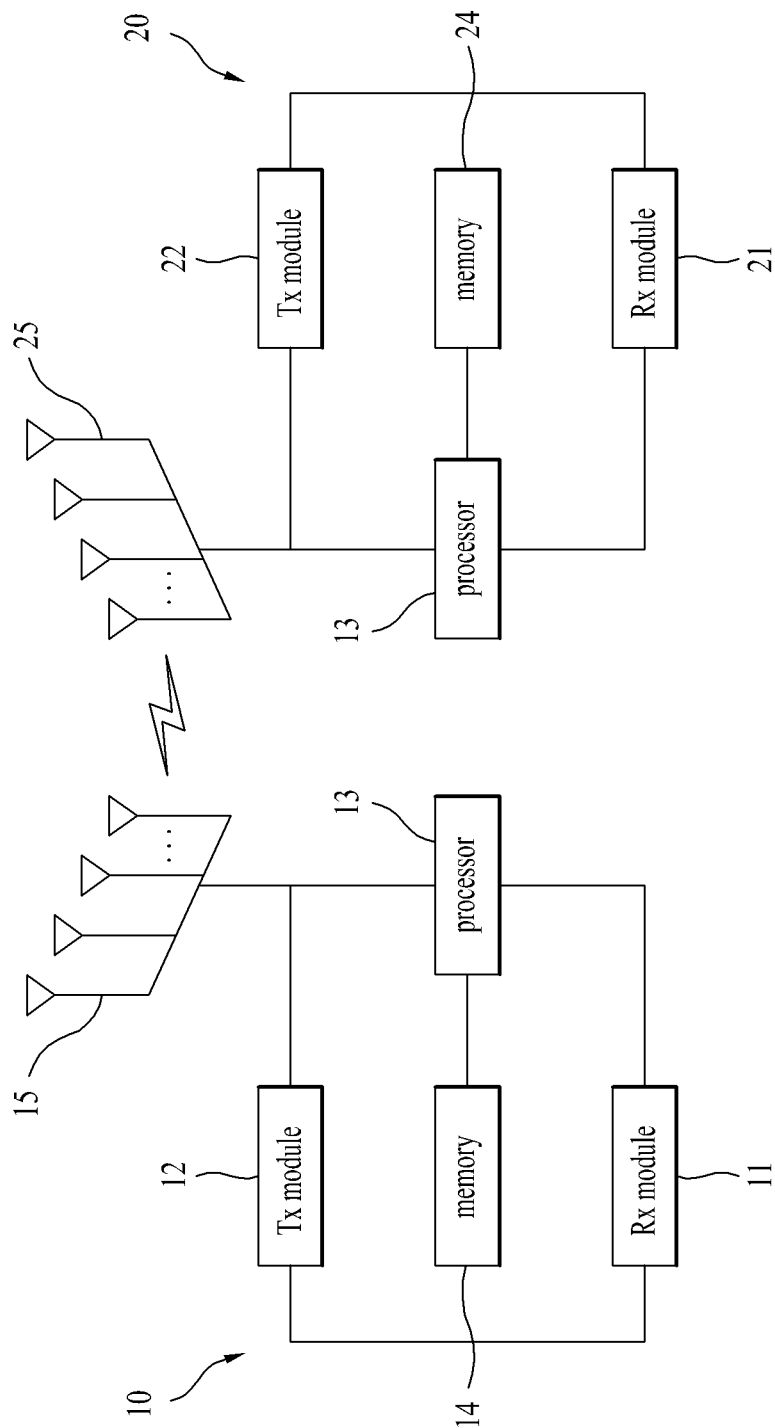 15
25
10
12
22
20
Tx module
Tx module
13
13
memory
processor
processor
memory
14
24
Rx module
Rx module
11
21